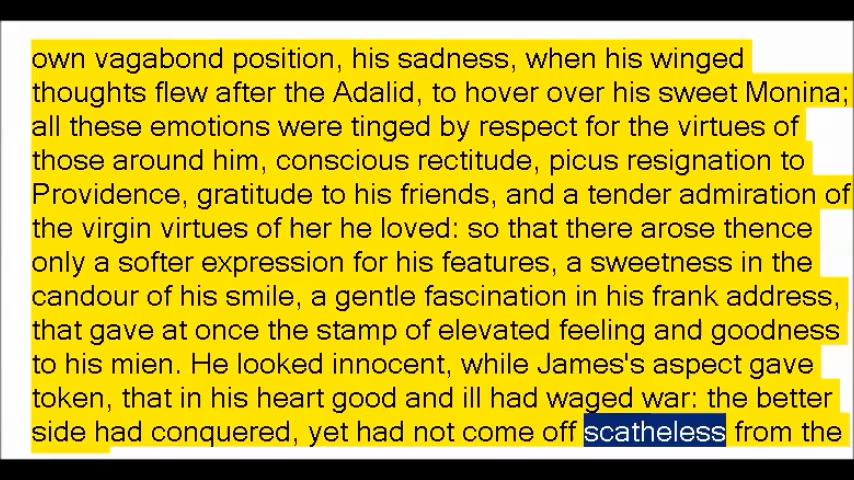 own vagabond position, his sadness, when his winged
thoughts flew after the Adalid, to hover over his sweet Monina;
all these emotions were tinged by respect for the virtues of
those around him, conscious rectitude, picus resignation to
Providence, gratitude to his friends, and a tender admiration of
the virgin virtues of her he loved: so that there arose thence
only a softer expression for his features, a sweetness in the
candour of his smile, a gentle fascination in his frank address,
that gave at once the stamp of elevated feeling and goodness
to his mien. He looked innocent, while James's aspect gave
token, that in his heart good and ill had waged war: the better
side had conquered, yet had not come off scatheless from the